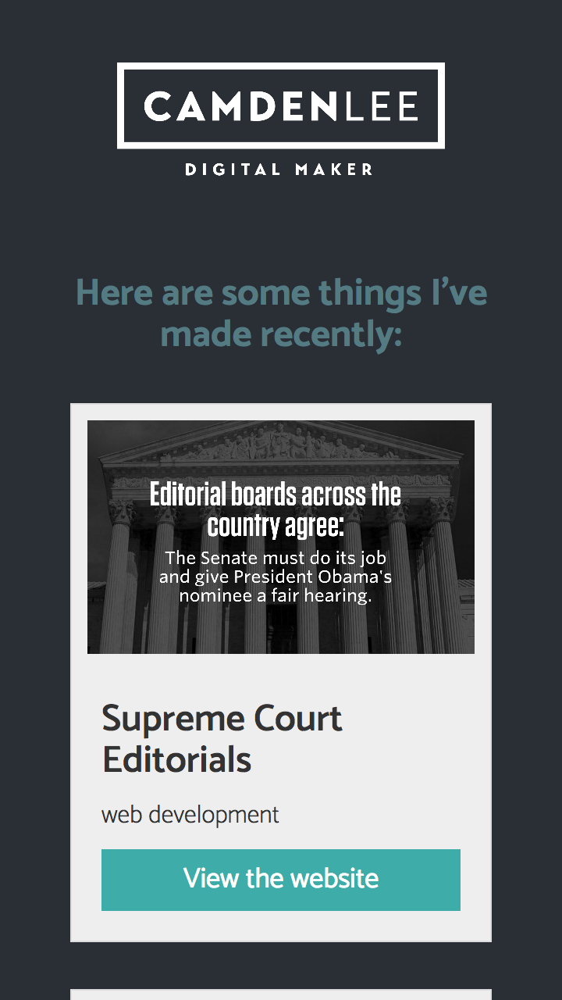 CAMDENLEE
DIGITAL MAKER
Here are some things I’ve
made recently:
Editorial boards across the
country agree:
The Senate must do its job
and give President Obama's
nominee a fair hearing.
Supreme Court
Editorials
web development
View the website